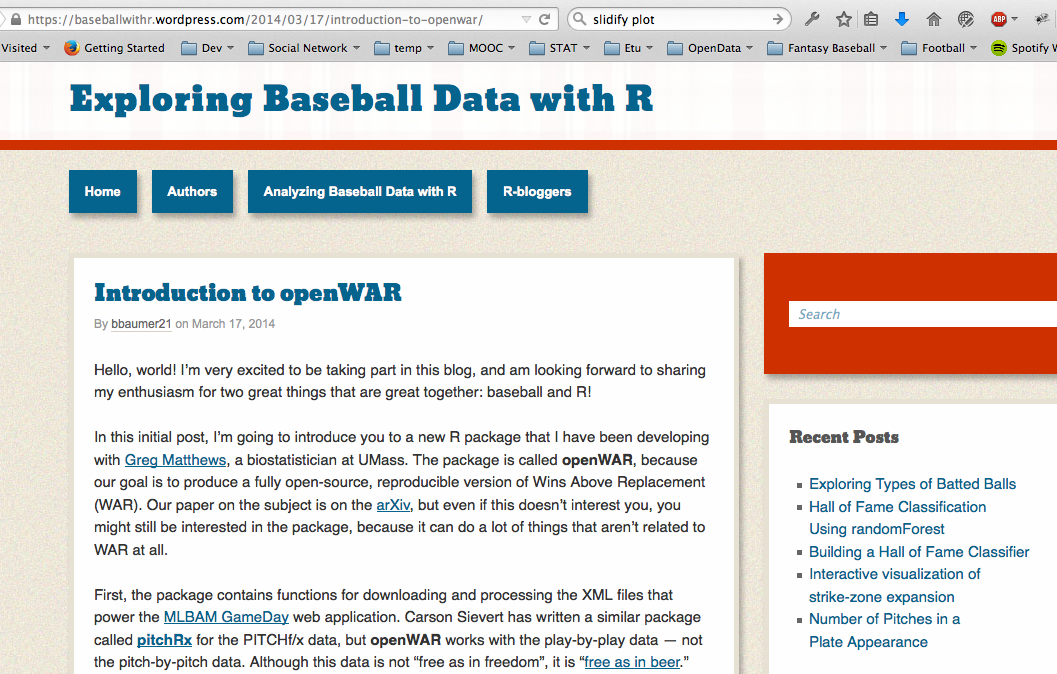 https://baseballwithr.wordpress.com/2014/03/17/introduction-to-openwar/
slidify plot
ABP
Visited
Getting Started
Dev
Social Network
temp
MOOC
STAT
Etu
OpenData
Fantasy Baseball
Football
Spotify W
Exploring Baseball Data with R
Home
Authors
Analyzing Baseball Data with R
R-bloggers
Introduction to openWAR
By bbaumer21 on March 17, 2014
Hello, world! I'm very excited to be taking part in this blog, and am looking forward to sharing
my enthusiasm for two great things that are great together: baseball and R!
In this initial post, I'm going to introduce you to a new R package that I have been developing
with Greg Matthews, a biostatistician at UMass. The package is called openWAR, because
our goal is to produce a fully open-source, reproducible version of Wins Above Replacement
(WAR). Our paper on the subject is on the arXiv, but even if this doesn't interest you, you
might still be interested in the package, because it can do a lot of things that aren't related to
WAR at all.
First, the package contains functions for downloading and processing the XML files that
power the MLBAM GameDay web application. Carson Sievert has written a similar package
called pitchRx for the PITCHf/x data, but openWAR works with the play-by-play data — not
the pitch-by-pitch data. Although this data is not “free as in freedom”, it is “free as in beer.”
Search
Recent Posts
Exploring Types of Batted Balls
Hall of Fame Classification
Using randomForest
Building a Hall of Fame Classifier
Interactive visualization of
strike-zone expansion
Number of Pitches in a
Plate Appearance